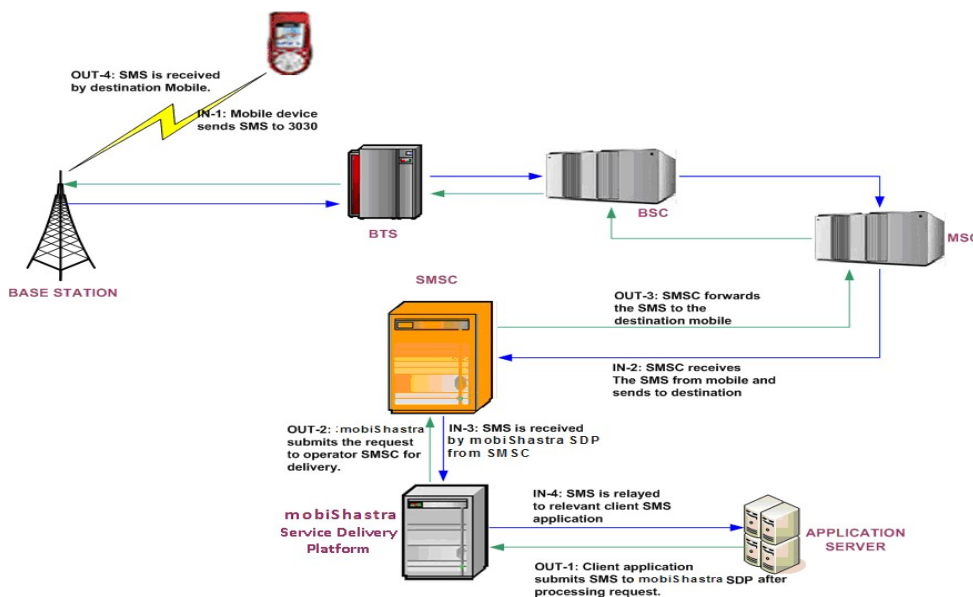 OUT-4: SMS is received
by destination Mobile.
IN-1: Mobile device
sends SMS to 3030
BTS
BSC
MSC
BASE STATION
SMSC
OUT-3: SMSC forwards
the SMS to the
destination mobile
IN-2: SMSC receives
The SMS from mobile and
sends to destination
OUT-2: mobiShastra
submits the request
to operator SMSC for
delivery.
IN-3: SMS is received
by mobiShastra SDP
from SMSC
mobiShastra
Service Delivery
Platform
IN-4: SMS is relayed
to relevant client SMS
application
APPLICATION
SERVER
OUT-1: Client application
submits SMS to mobiShastra SDP after
processing request.